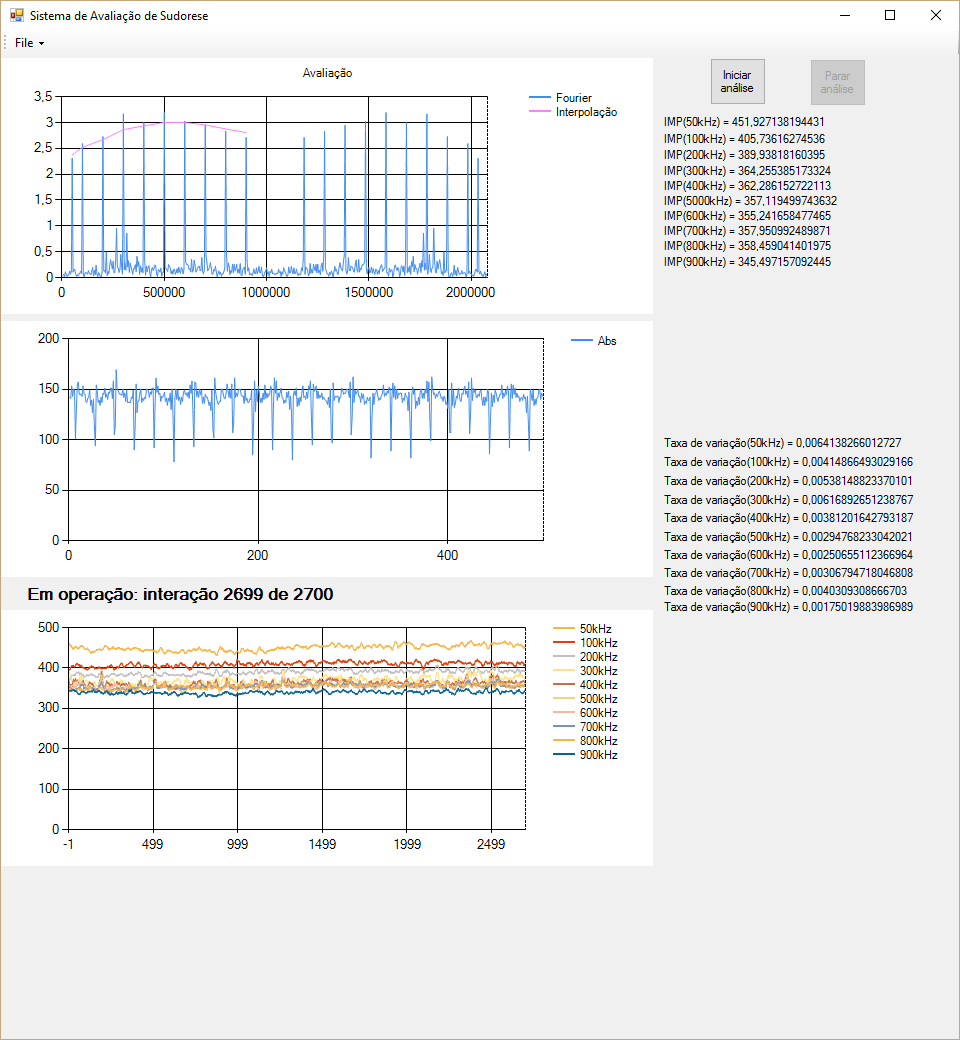 Sistema de Avaliação de Sudorese
File
Avaliação
3,5
3
2,5
2
1,5
1
0,5
0
0 500000 1000000 1500000 2000000
Fourier
Interpolação
Iniciar
análise
Parar
análise
IMP(50kHz) = 451,927138194431
IMP(100kHz) = 405,73616274536
IMP(200kHz) = 389,93818160395
IMP(300kHz) = 364,255385173324
IMP(400kHz) = 362,286152722113
IMP(5000kHz) = 357,119499743632
IMP(600kHz) = 355,241658477465
IMP(700kHz) = 357,950992489871
IMP(800kHz) = 358,459041401975
IMP(900kHz) = 345,497157092445
200
150
100
50
0
0 200 400
Abs
Taxa de variação(50kHz) = 0,0064138266012727
Taxa de variação(100kHz) = 0,00414866493029166
Taxa de variação(200kHz) = 0,00538148823370101
Taxa de variação(300kHz) = 0,00616892651238767
Taxa de variação(400kHz) = 0,00381201642793187
Taxa de variação(500kHz) = 0,00294768233042021
Taxa de variação(600kHz) = 0,00250655112366964
Taxa de variação(700kHz) = 0,00306794718046808
Taxa de variação(800kHz) = 0,0040309308666703
Taxa de variação(900kHz) = 0,00175019883986989
Em operação: interação 2699 de 2700
500
400
300
200
100
0
-1 499 999 1499 1999 2499
50kHz
100kHz
200kHz
300kHz
400kHz
500kHz
600kHz
700kHz
800kHz
900kHz